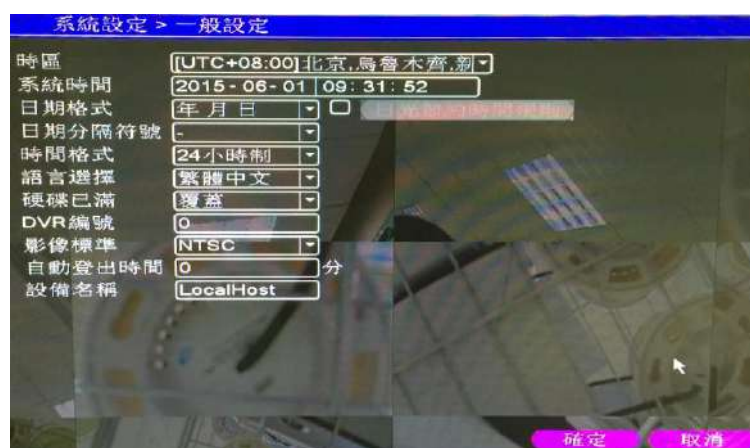 系統設定 > 一般設定
時區 [UTC+08:00]北京,烏魯木齊,新
系統時間 2015-06-01 09:31:52
日期格式 年月日
日期分隔符號 -
時間格式 24小時制
語言選擇 繁體中文
硬碟已滿 覆蓋
DVR編號 0
影像標準 NTSC
自動登出時間 0 分
設備名稱 LocalHost
確定 取消